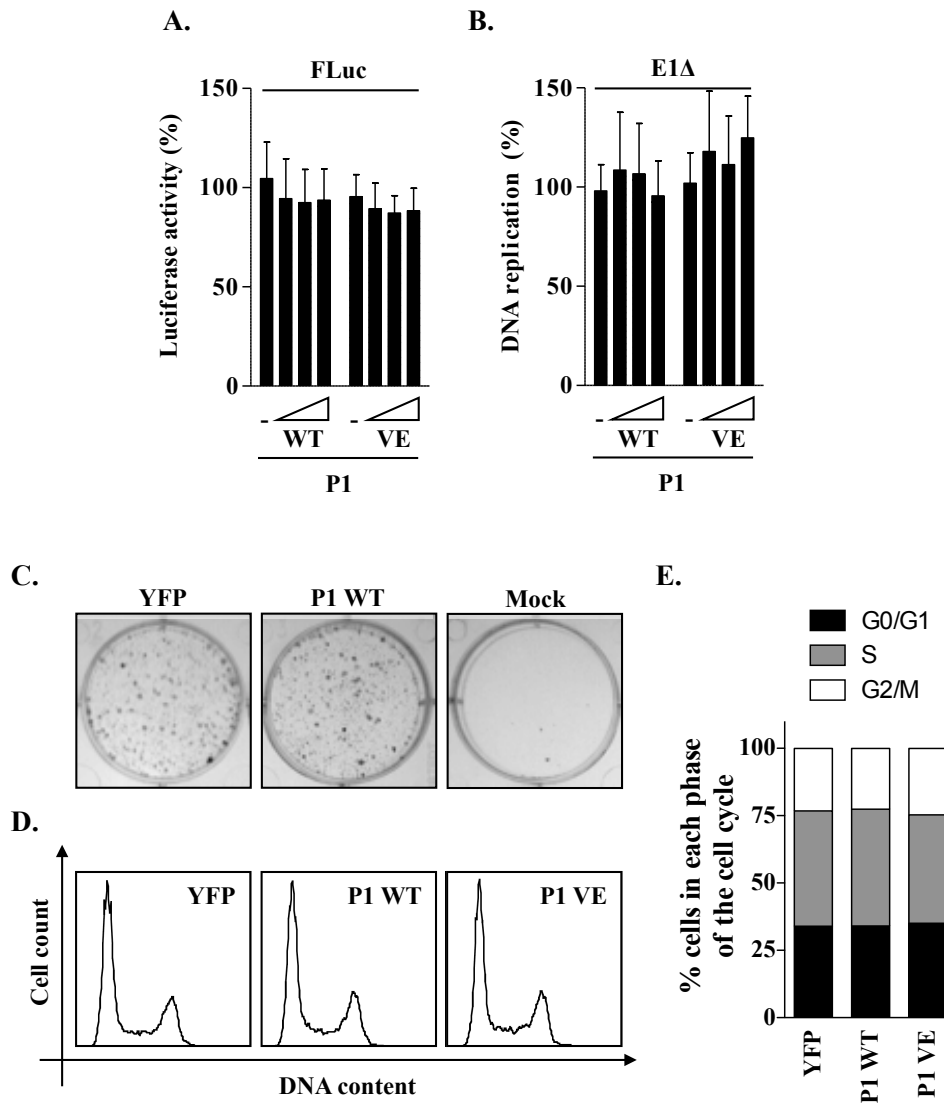 A.
FLuc
Luciferase activity (%)
150
100
50
0
- WT - VE
P1
B.
E1Δ
DNA replication (%)
150
100
50
0
- WT - VE
P1
C.
YFP P1 WT Mock
D.
Cell count
YFP P1 WT P1 VE
DNA content
E.
G0/G1
S
G2/M
% cells in each phase
of the cell cycle
100
75
50
25
0
YFP P1 WT P1 VE